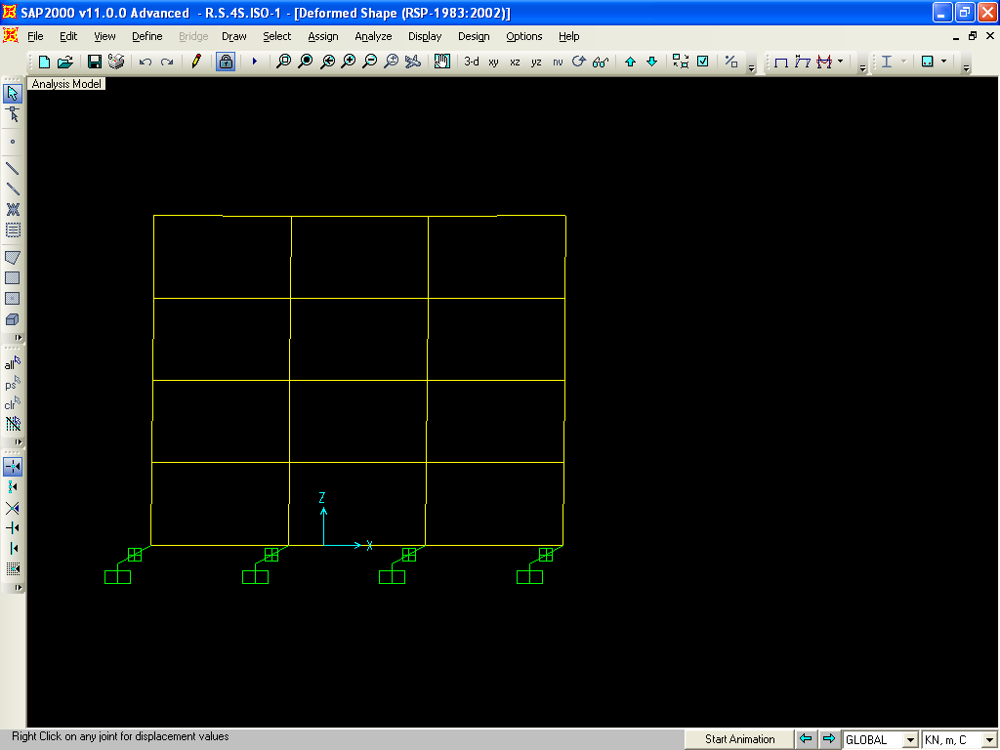 SAP2000 v11.0.0 Advanced - R.S.4S.ISO-1 - [Deformed Shape (RSP-1983:2002)]
File Edit View Define Bridge Draw Select Assign Analyze Display Design Options Help
3-d xy xz yz nv
Analysis Model
all
ps
clr
Z
X
Right Click on any joint for displacement values
Start Animation
GLOBAL
KN, m, C